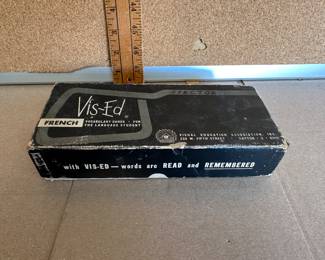 Vis-Ed
FRENCH
VOCABULARY CARDS · FOR
THE LANGUAGE STUDENT
VISUAL EDUCATION ASSOCIATION, INC.
with VIS-ED — words are READ and REMEMBERED